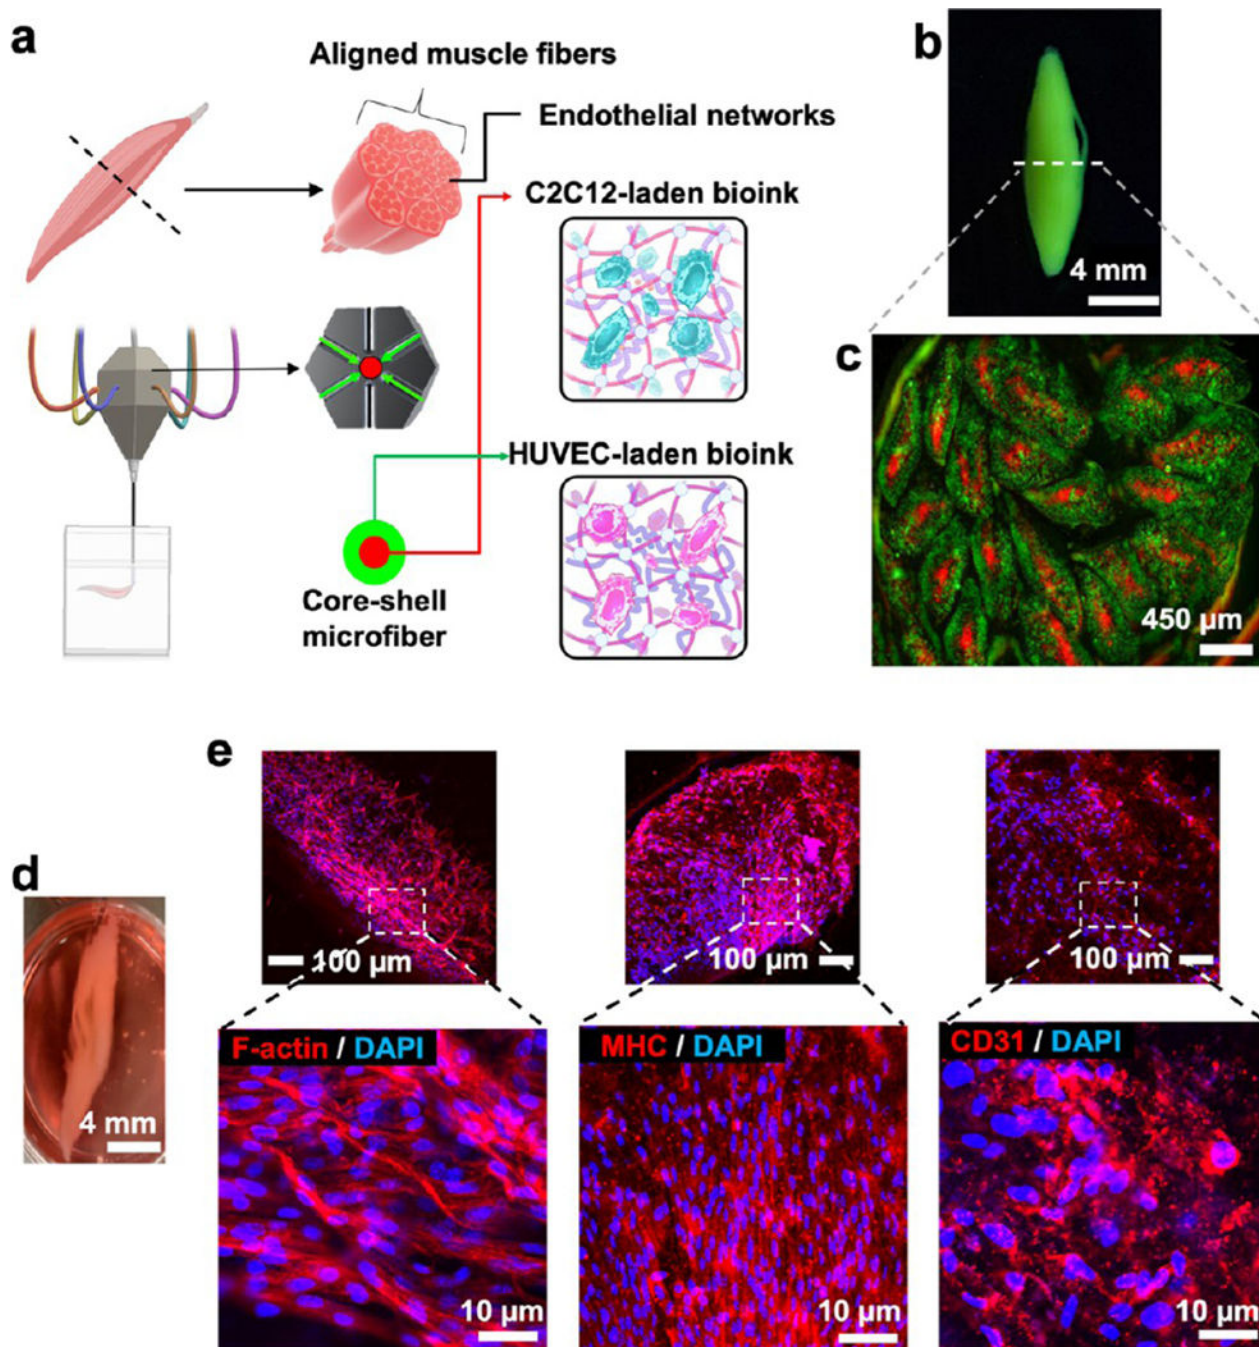 a
Aligned muscle fibers
Endothelial networks
C2C12-laden bioink
HUVEC-laden bioink
Core-shell
microfiber
b
4 mm
c
450 μm
d
4 mm
e
100 μm
100 μm
100 μm
F-actin / DAPI
MHC / DAPI
CD31 / DAPI
10 μm
10 μm
10 μm